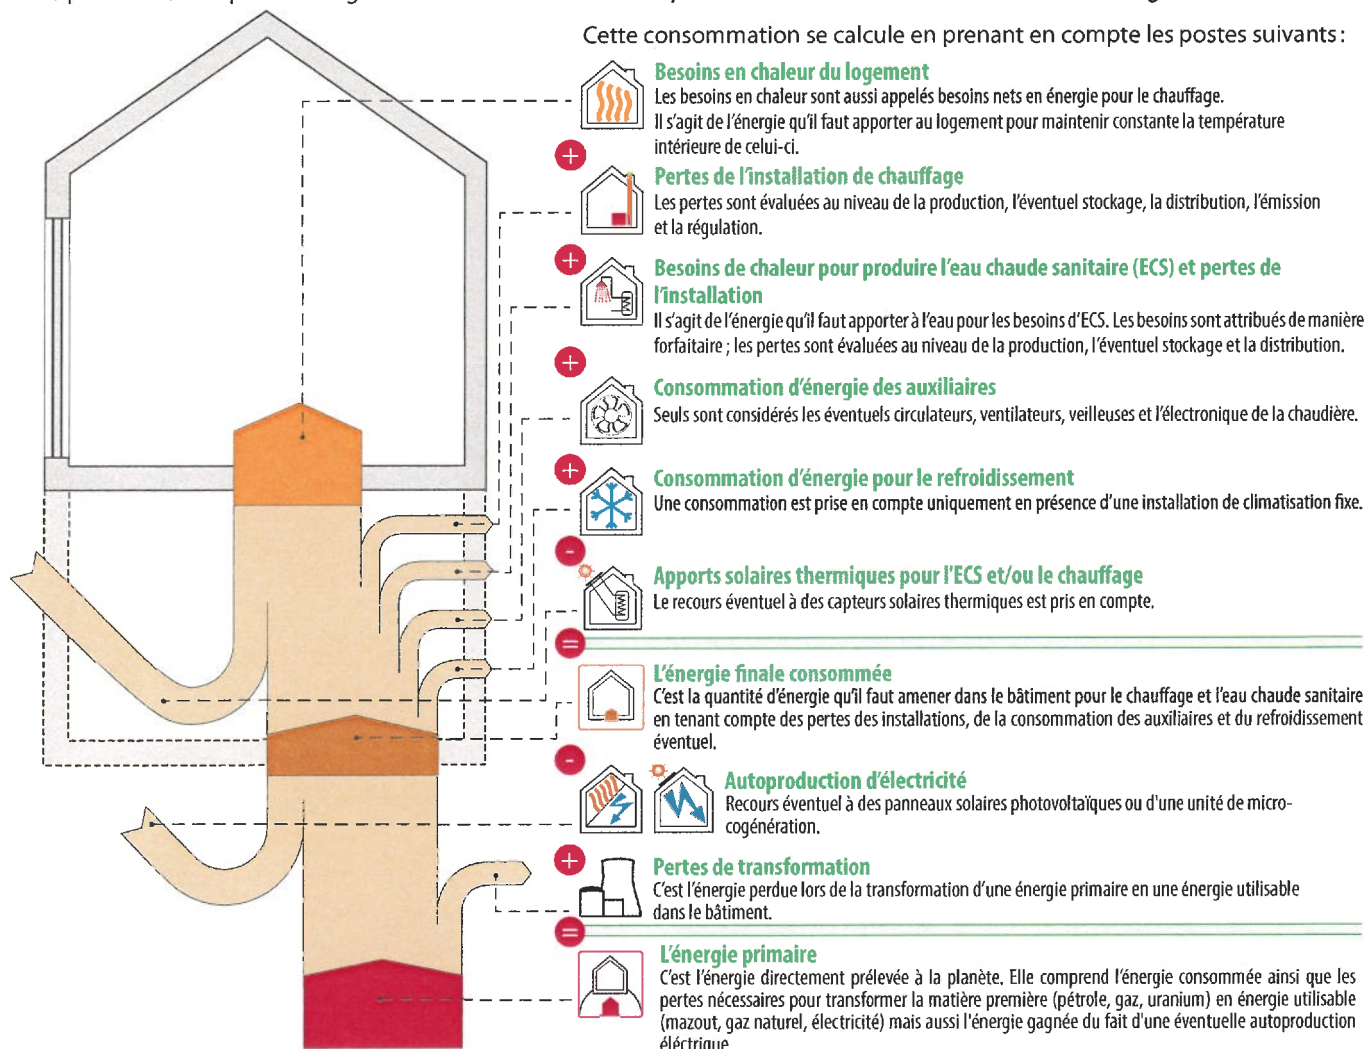 Cette consommation se calcule en prenant en compte les postes suivants :
Besoins en chaleur du logement
Les besoins en chaleur sont aussi appelés besoins nets en énergie pour le chauffage.
Il s'agit de l'énergie qu'il faut apporter au logement pour maintenir constante la température
intérieure de celui-ci.
+
Pertes de l'installation de chauffage
Les pertes sont évaluées au niveau de la production, l'éventuel stockage, la distribution, l'émission
et la régulation.
+
Besoins de chaleur pour produire l'eau chaude sanitaire (ECS) et pertes de
l'installation
Il s'agit de l'énergie qu'il faut apporter à l'eau pour les besoins d'ECS. Les besoins sont attribués de manière
forfaitaire ; les pertes sont évaluées au niveau de la production, l'éventuel stockage et la distribution.
+
Consommation d'énergie des auxiliaires
Seuls sont considérés les éventuels circulateurs, ventilateurs, veilleuses et l'électronique de la chaudière.
+
Consommation d'énergie pour le refroidissement
Une consommation est prise en compte uniquement en présence d'une installation de climatisation fixe.
-
Apports solaires thermiques pour l'ECS et/ou le chauffage
Le recours éventuel à des capteurs solaires thermiques est pris en compte.
=
L'énergie finale consommée
C'est la quantité d'énergie qu'il faut amener dans le bâtiment pour le chauffage et l'eau chaude sanitaire
en tenant compte des pertes des installations, de la consommation des auxiliaires et du refroidissement
éventuel.
-
Autoproduction d'électricité
Recours éventuel à des panneaux solaires photovoltaïques ou d'une unité de micro-
cogénération.
+
Pertes de transformation
C'est l'énergie perdue lors de la transformation d'une énergie primaire en une énergie utilisable
dans le bâtiment.
=
L'énergie primaire
C'est l'énergie directement prélevée à la planète. Elle comprend l'énergie consommée ainsi que les
pertes nécessaires pour transformer la matière première (pétrole, gaz, uranium) en énergie utilisable
(mazout, gaz naturel, électricité) mais aussi l'énergie gagnée du fait d'une éventuelle autoproduction
éléctrique